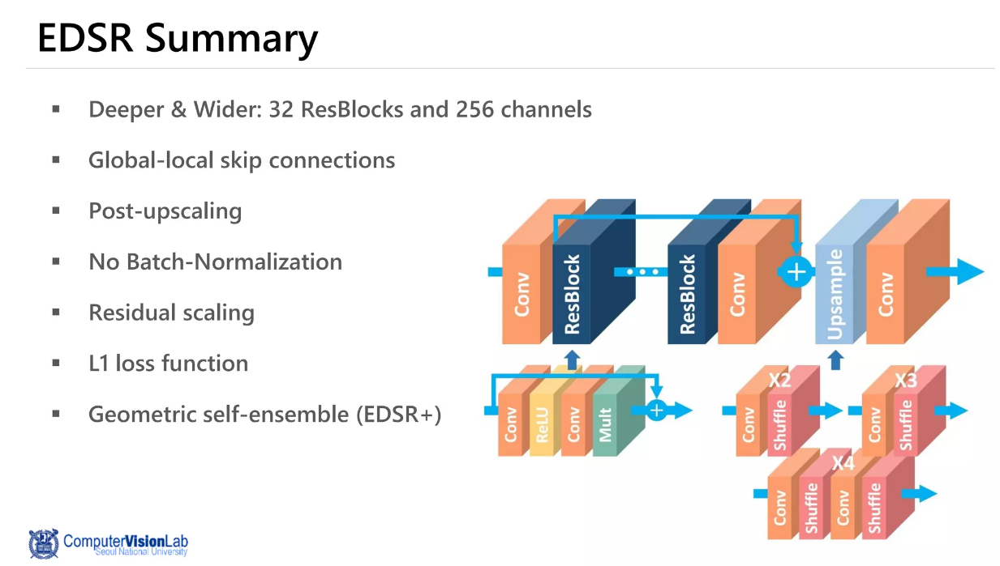 EDSR Summary
▪ Deeper & Wider: 32 ResBlocks and 256 channels
▪ Global-local skip connections
▪ Post-upscaling
▪ No Batch-Normalization
▪ Residual scaling
▪ L1 loss function
▪ Geometric self-ensemble (EDSR+)
Conv
ResBlock
ResBlock
Conv
Upsample
Conv
Conv
ReLU
Conv
Mult
X2
Conv
Shuffle
X3
Conv
Shuffle
X4
Conv
Shuffle
Conv
Shuffle
ComputerVisionLab
Seoul National University